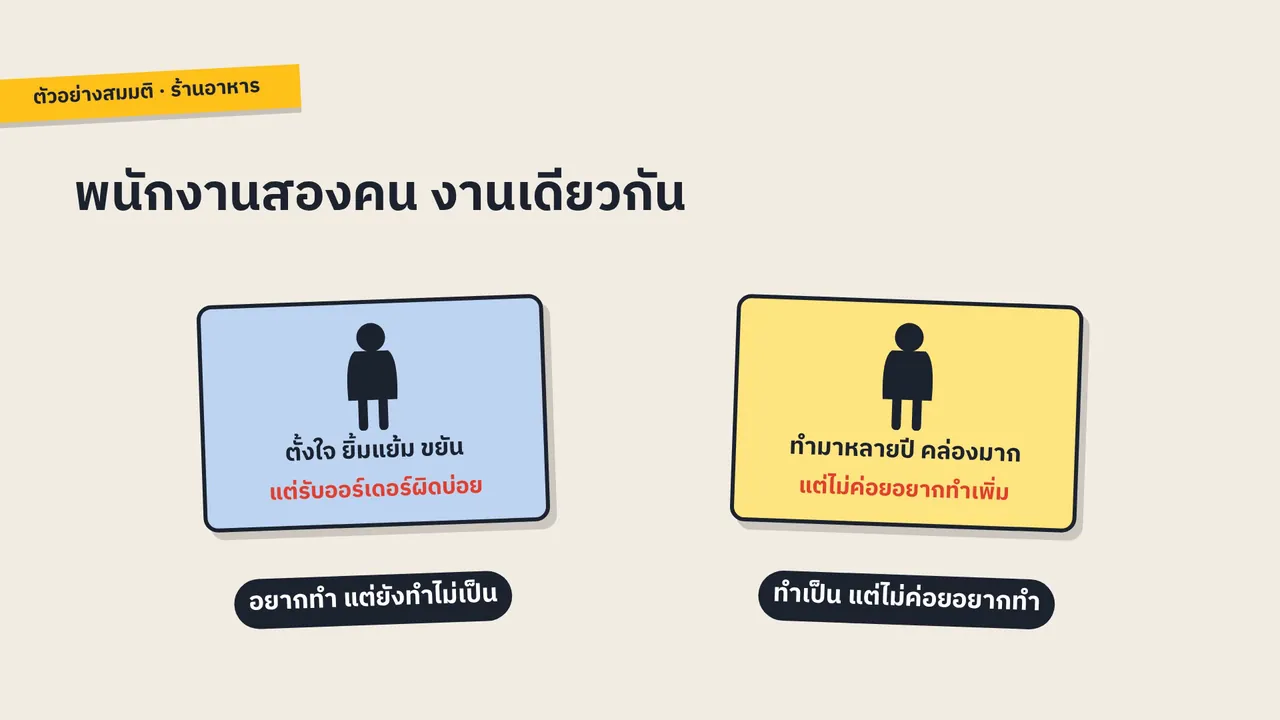 ตัวอย่างสมมติ · ร้านอาหาร
พนักงานสองคน งานเดียวกัน
ตั้งใจ ยิ้มแย้ม ขยัน
แต่รับออร์เดอร์ผิดบ่อย
อยากทำ แต่ยังทำไม่เป็น
ทำมาหลายปี คล่องมาก
แต่ไม่ค่อยอยากทำเพิ่ม
ทำเป็น แต่ไม่ค่อยอยากทำ